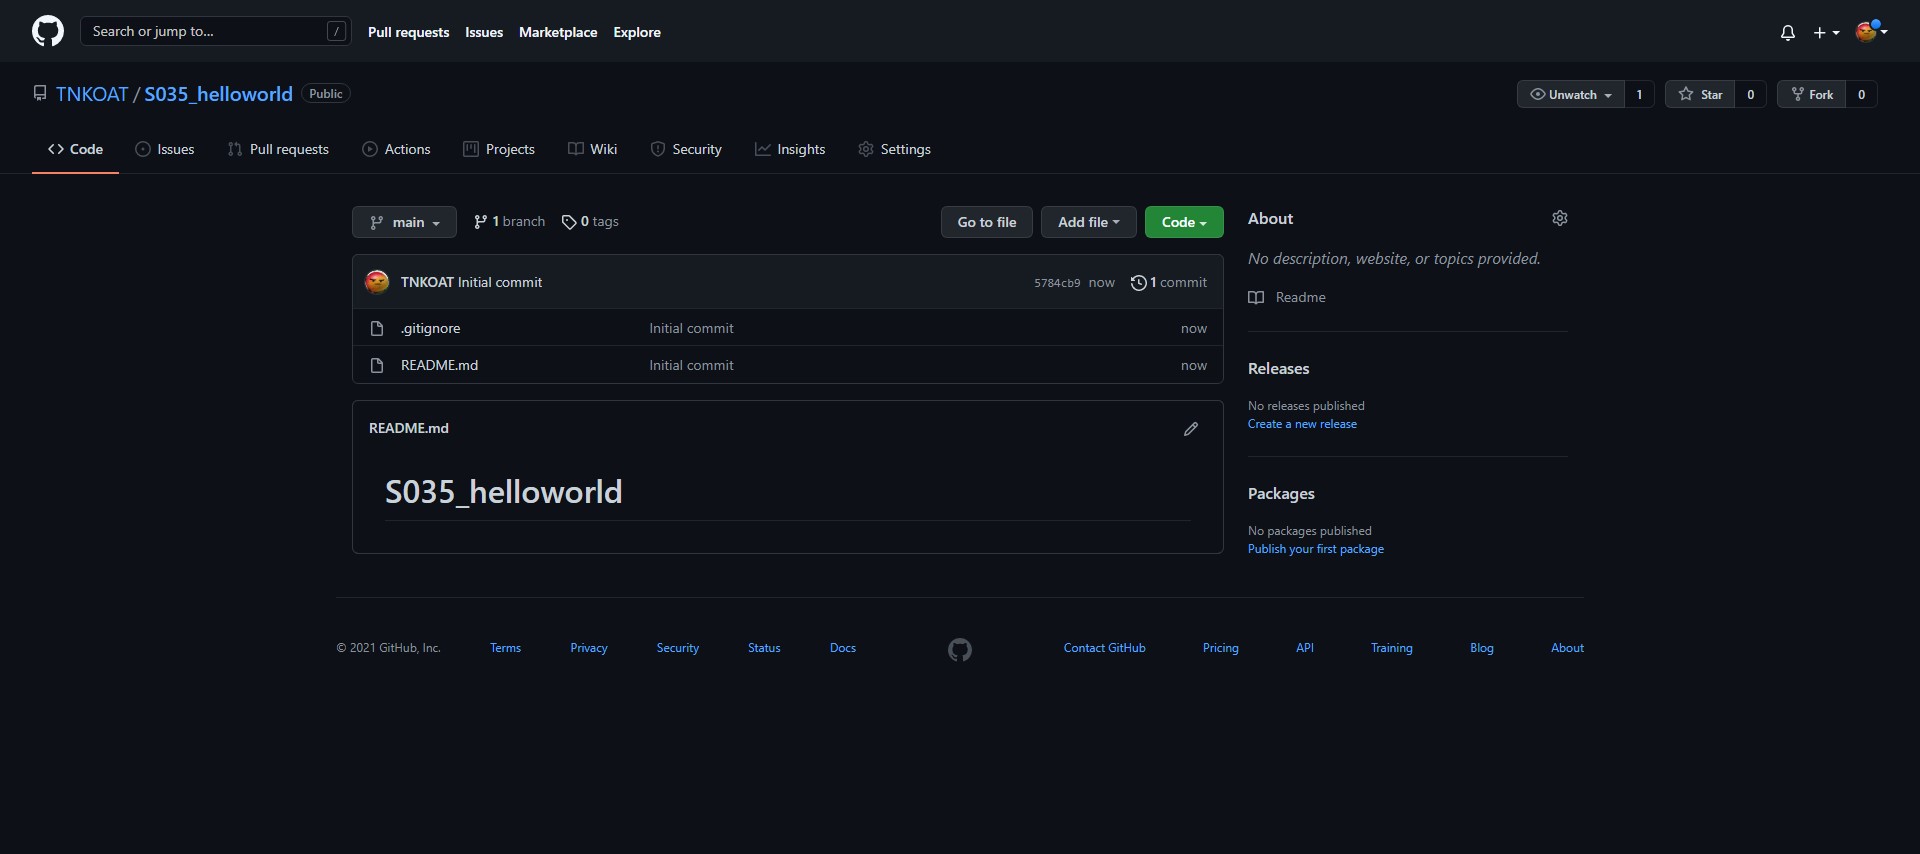 Search or jump to... / Pull requests Issues Marketplace Explore
TNKOAT / S035_helloworld Public Unwatch 1 Star 0 Fork 0
Code Issues Pull requests Actions Projects Wiki Security Insights Settings
main 1 branch 0 tags Go to file Add file Code
TNKOAT Initial commit 5784cb9 now 1 commit
.gitignore Initial commit now
README.md Initial commit now
README.md
S035_helloworld
About
No description, website, or topics provided.
Readme
Releases
No releases published
Create a new release
Packages
No packages published
Publish your first package
© 2021 GitHub, Inc. Terms Privacy Security Status Docs Contact GitHub Pricing API Training Blog About